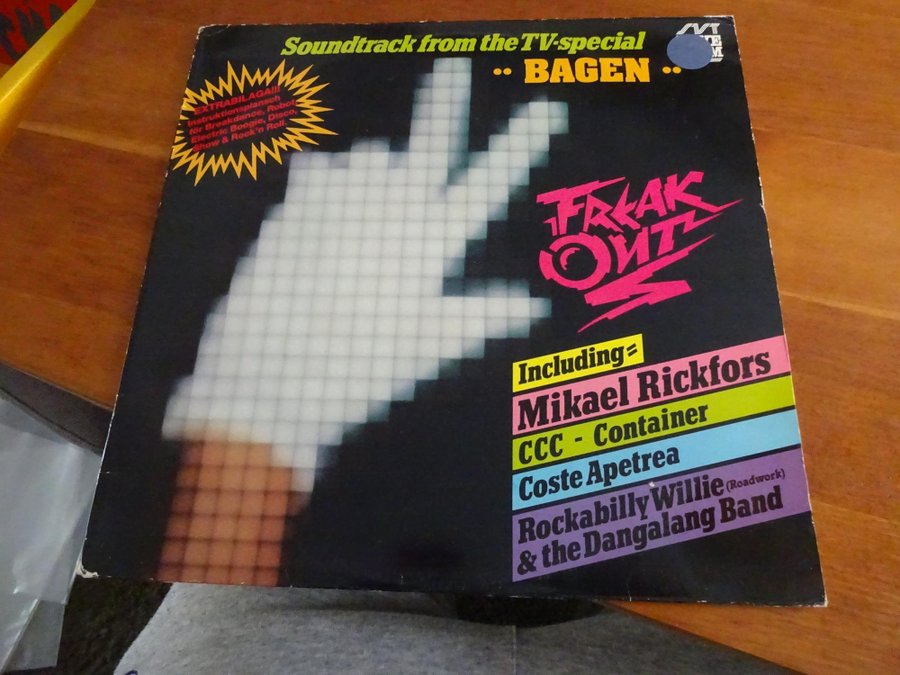 Soundtrack from the TV-special
•• BAGEN ••
EXTRABILAGA!!!
Instruktionsplansch
för Breakdance, Robot,
Electric Boogie, Disco,
Show & Rock'n Roll.
FREAK
OUT
Including=
Mikael Rickfors
CCC - Container
Coste Apetrea
Rockabilly Willie (Roadwork)
& the Dangalang Band